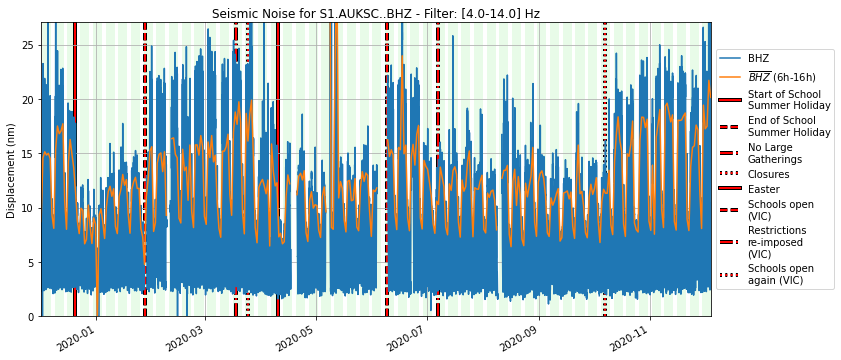 Seismic Noise for S1.AUKSC..BHZ - Filter: [4.0-14.0] Hz
Displacement (nm)
25
20
15
10
5
0
2020-01
2020-03
2020-05
2020-07
2020-09
2020-11
BHZ
BHZ (6h-16h)
Start of School
Summer Holiday
End of School
Summer Holiday
No Large
Gatherings
Closures
Easter
Schools open
(VIC)
Restrictions
re-imposed
(VIC)
Schools open
again (VIC)